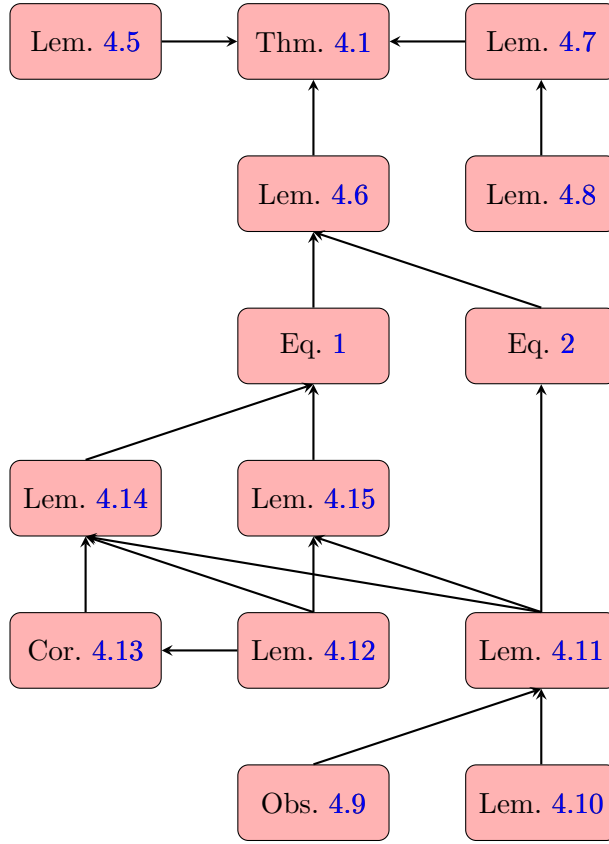 Lem. 4.5
Thm. 4.1
Lem. 4.7
Lem. 4.6
Lem. 4.8
Eq. 1
Eq. 2
Lem. 4.14
Lem. 4.15
Cor. 4.13
Lem. 4.12
Lem. 4.11
Obs. 4.9
Lem. 4.10